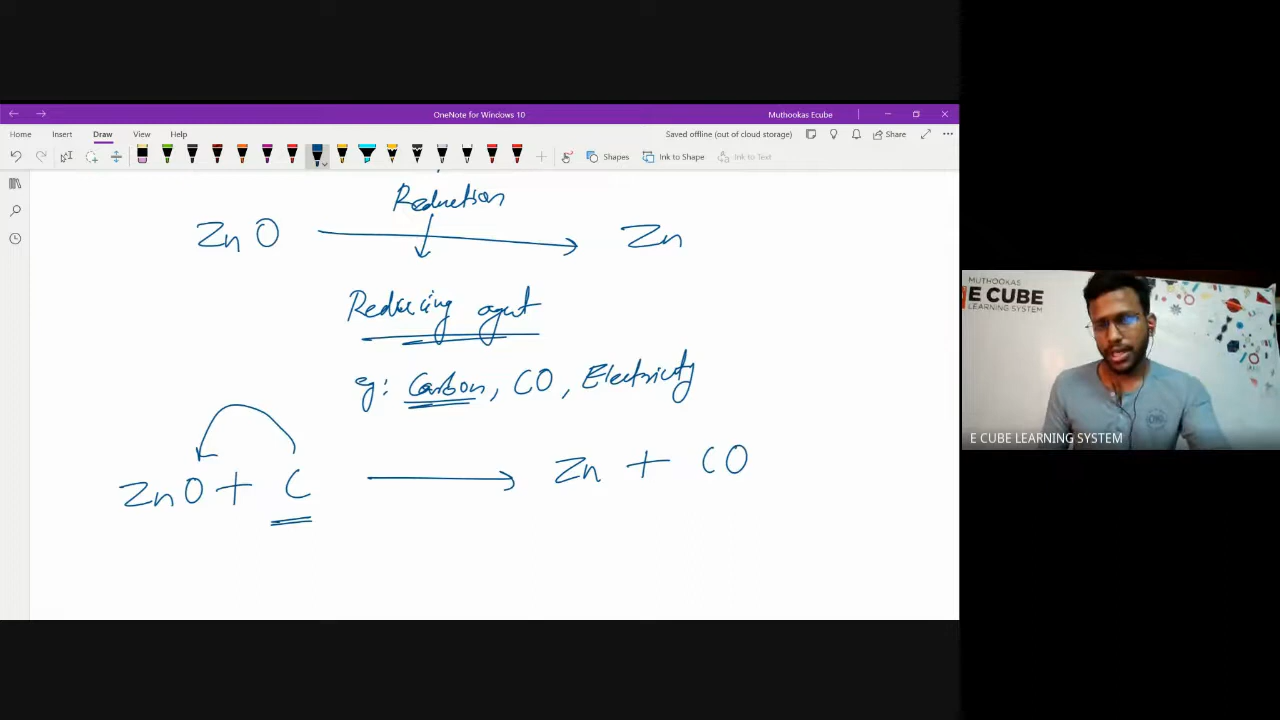 OneNote for Windows 10
Muthookas Ecube
Home Insert Draw View Help
Saved offline (out of cloud storage)
Share
Shapes
Ink to Shape
Ink to Text
Reduction
ZnO → Zn
Reducing agent
eg: Carbon, CO, Electricity
ZnO + C → Zn + CO
MUTHOOKAS
E CUBE
LEARNING SYSTEM
E CUBE LEARNING SYSTEM